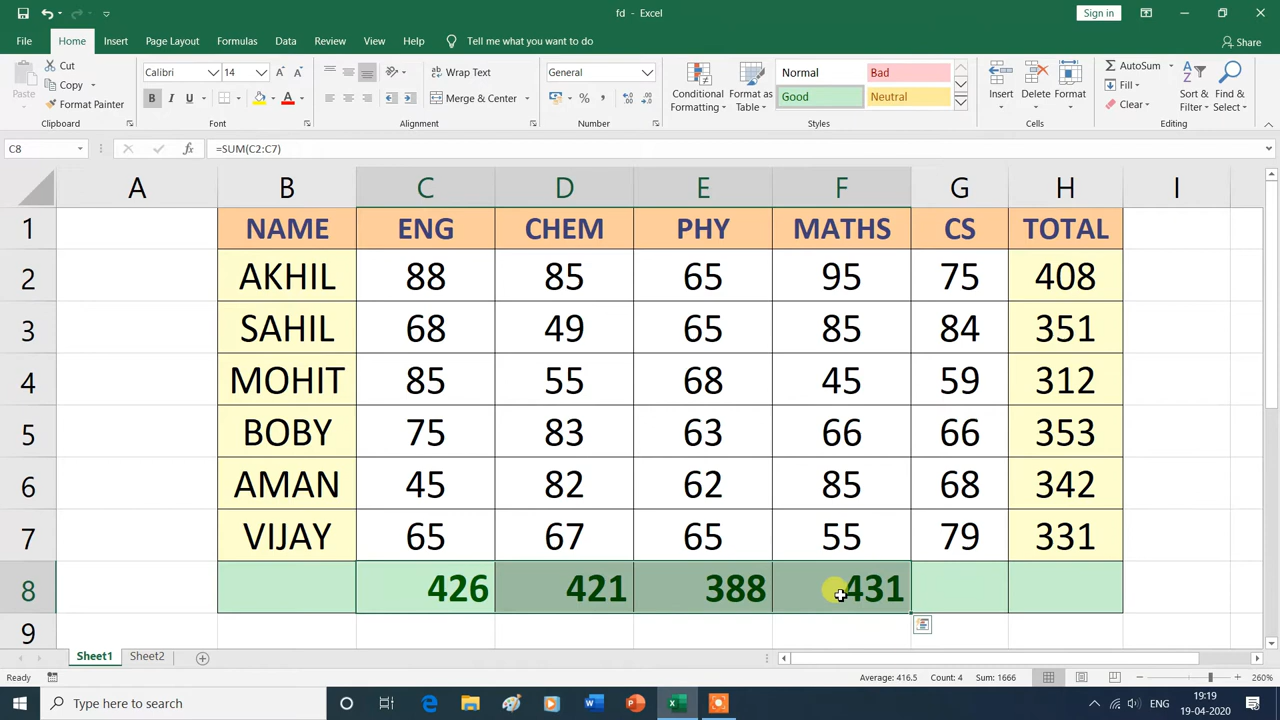 fd - Excel
Sign in
File Home Insert Page Layout Formulas Data Review View Help Tell me what you want to do Share
Paste
Cut
Copy
Format Painter
Calibri 14
B I U
Wrap Text
Merge & Center
General
Conditional Formatting
Format as Table
Normal Bad
Good Neutral
Insert Delete Format
AutoSum
Fill
Clear
Sort & Filter
Find & Select
Clipboard Font Alignment Number Styles Cells Editing
C8 fx =SUM(C2:C7)
A B C D E F G H I
1 NAME ENG CHEM PHY MATHS CS TOTAL
2 AKHIL 88 85 65 95 75 408
3 SAHIL 68 49 65 85 84 351
4 MOHIT 85 55 68 45 59 312
5 BOBY 75 83 63 66 66 353
6 AMAN 45 82 62 85 68 342
7 VIJAY 65 67 65 55 79 331
8 426 421 388 431
9
Sheet1 Sheet2
Ready Average: 416.5 Count: 4 Sum: 1666 260%
Type here to search ENG 19:19
19-04-2020